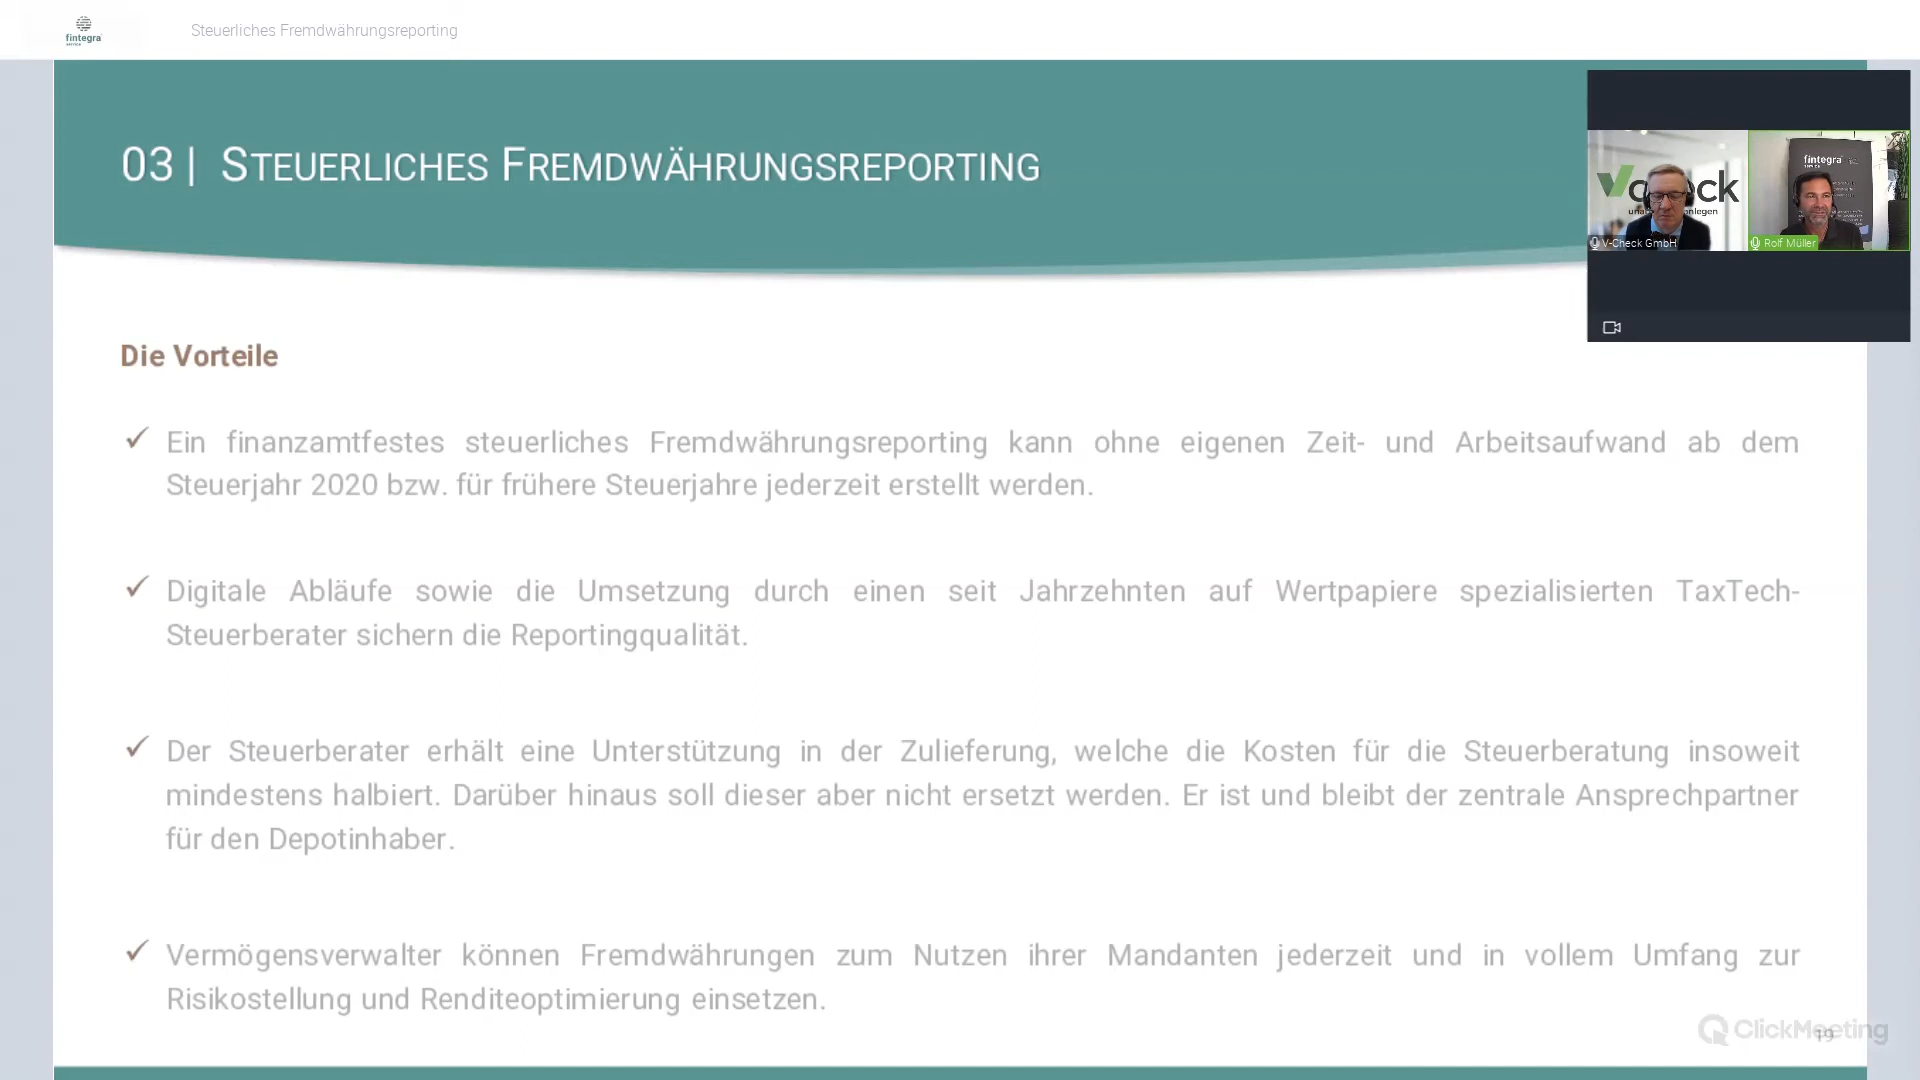 fintegra
service
Steuerliches Fremdwährungsreporting
03 | STEUERLICHES FREMDWÄHRUNGSREPORTING
fintegra
service
V-Check GmbH
Rolf Müller
Die Vorteile
✓ Ein finanzamtfestes steuerliches Fremdwährungsreporting kann ohne eigenen Zeit- und Arbeitsaufwand ab dem
Steuerjahr 2020 bzw. für frühere Steuerjahre jederzeit erstellt werden.
✓ Digitale Abläufe sowie die Umsetzung durch einen seit Jahrzehnten auf Wertpapiere spezialisierten TaxTech-
Steuerberater sichern die Reportingqualität.
✓ Der Steuerberater erhält eine Unterstützung in der Zulieferung, welche die Kosten für die Steuerberatung insoweit
mindestens halbiert. Darüber hinaus soll dieser aber nicht ersetzt werden. Er ist und bleibt der zentrale Ansprechpartner
für den Depotinhaber.
✓ Vermögensverwalter können Fremdwährungen zum Nutzen ihrer Mandanten jederzeit und in vollem Umfang zur
Risikostellung und Renditeoptimierung einsetzen.
ClickMeeting
19